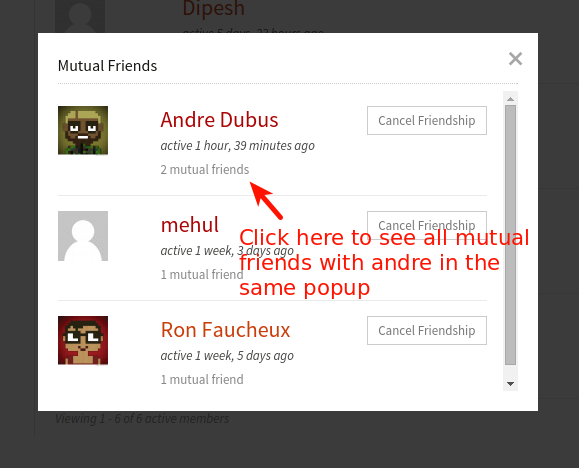 Dipesh
active 5 days, 23 hours ago
Mutual Friends
×
Andre Dubus
Cancel Friendship
active 1 hour, 39 minutes ago
2 mutual friends
mehul
Cancel Friendship
active 1 week, 3 days ago
1 mutual friend
Click here to see all mutual
friends with andre in the
same popup
Ron Faucheux
Cancel Friendship
active 1 week, 5 days ago
1 mutual friend
Viewing 1 - 6 of 6 active members